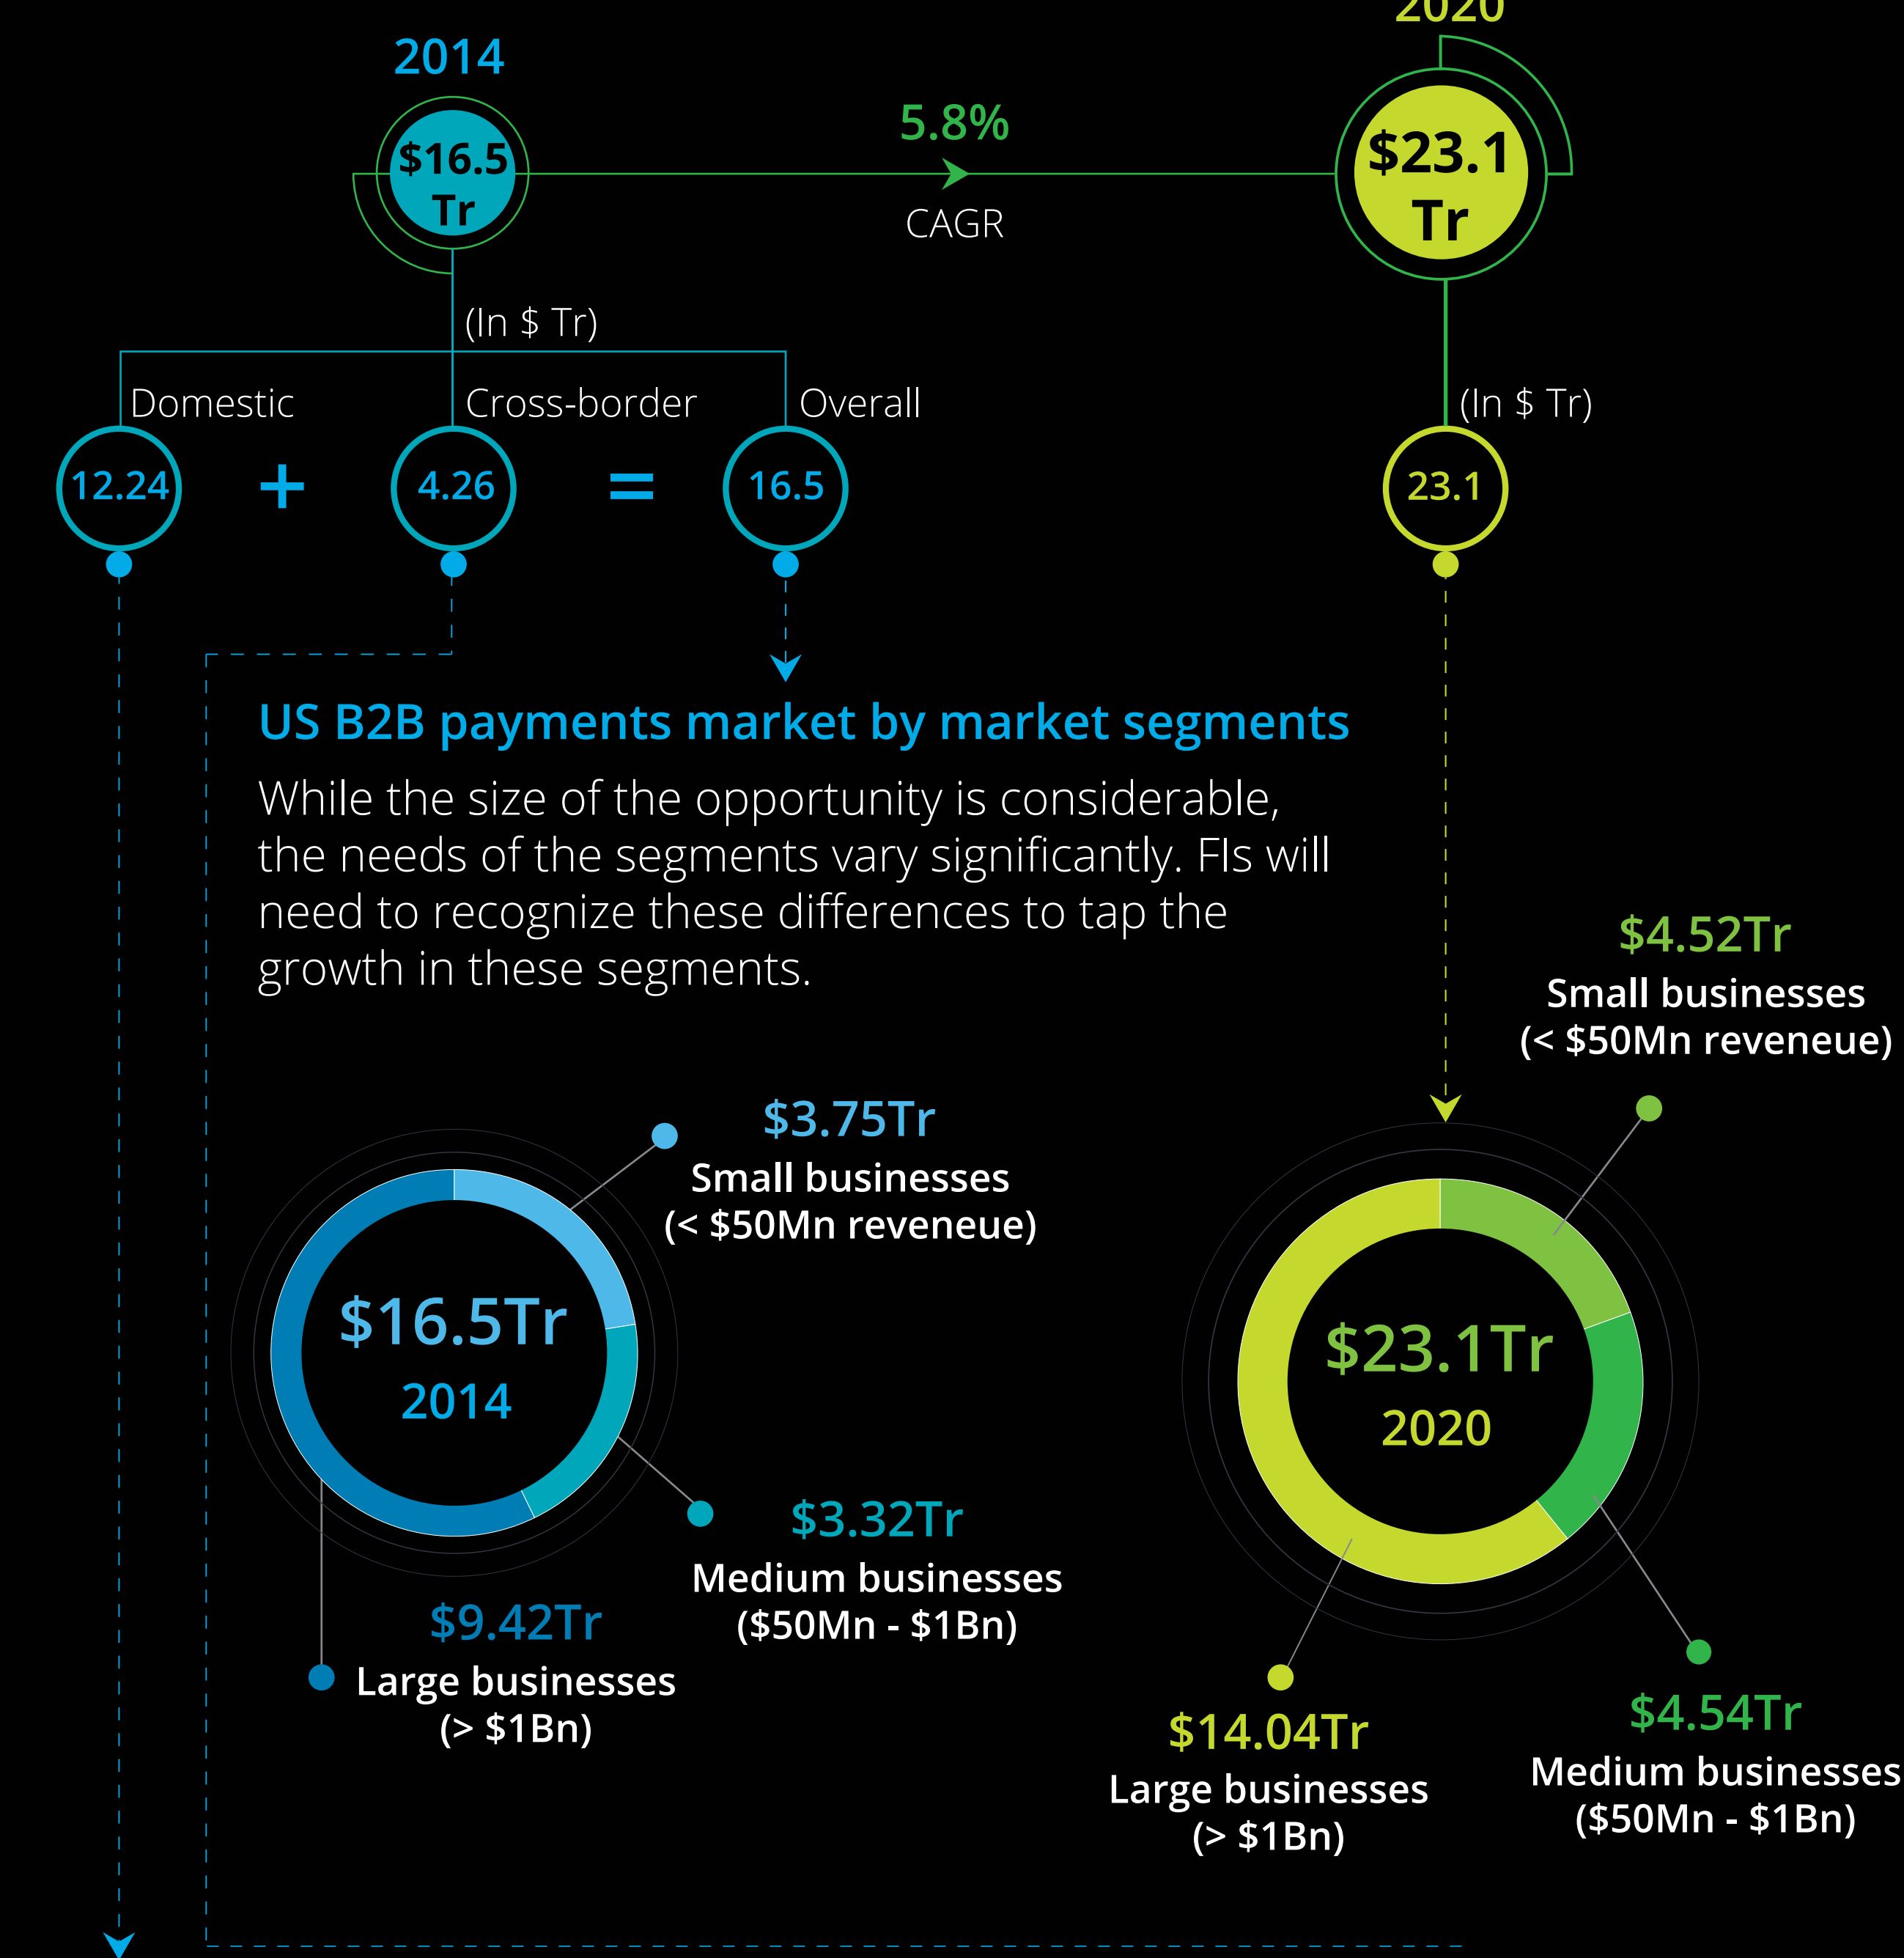 2020
2014
5.8%
$16.5
Tr
$23.1
Tr
CAGR
(In $ Tr)
Domestic
Cross-border
Overall
(In $ Tr)
12.24
+
4.26
=
16.5
23.1
US B2B payments market by market segments
While the size of the opportunity is considerable,
the needs of the segments vary significantly. FIs will
need to recognize these differences to tap the
growth in these segments.
$3.75Tr
Small businesses
(< $50Mn reveneue)
$16.5Tr
2014
$3.32Tr
Medium businesses
($50Mn - $1Bn)
$9.42Tr
Large businesses
(> $1Bn)
$4.52Tr
Small businesses
(< $50Mn reveneue)
$23.1Tr
2020
$14.04Tr
Large businesses
(> $1Bn)
$4.54Tr
Medium businesses
($50Mn - $1Bn)